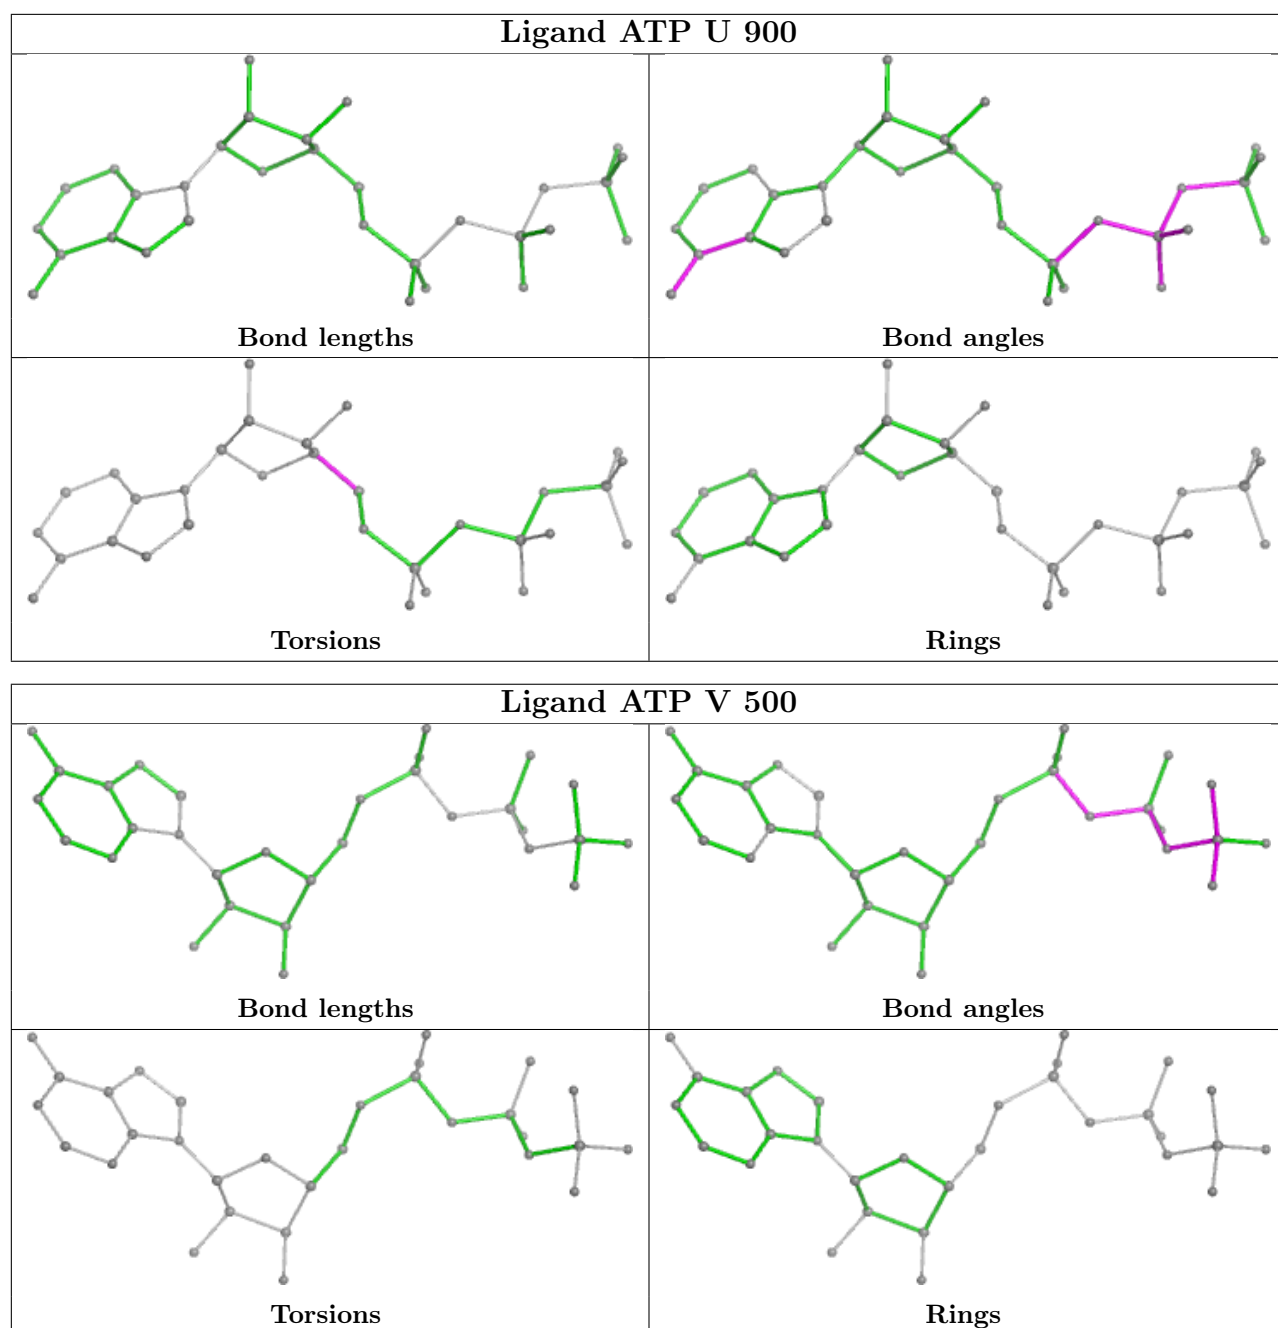 Ligand ATP U 900
Bond lengths
Bond angles
Torsions
Rings
Ligand ATP V 500
Bond lengths
Bond angles
Torsions
Rings